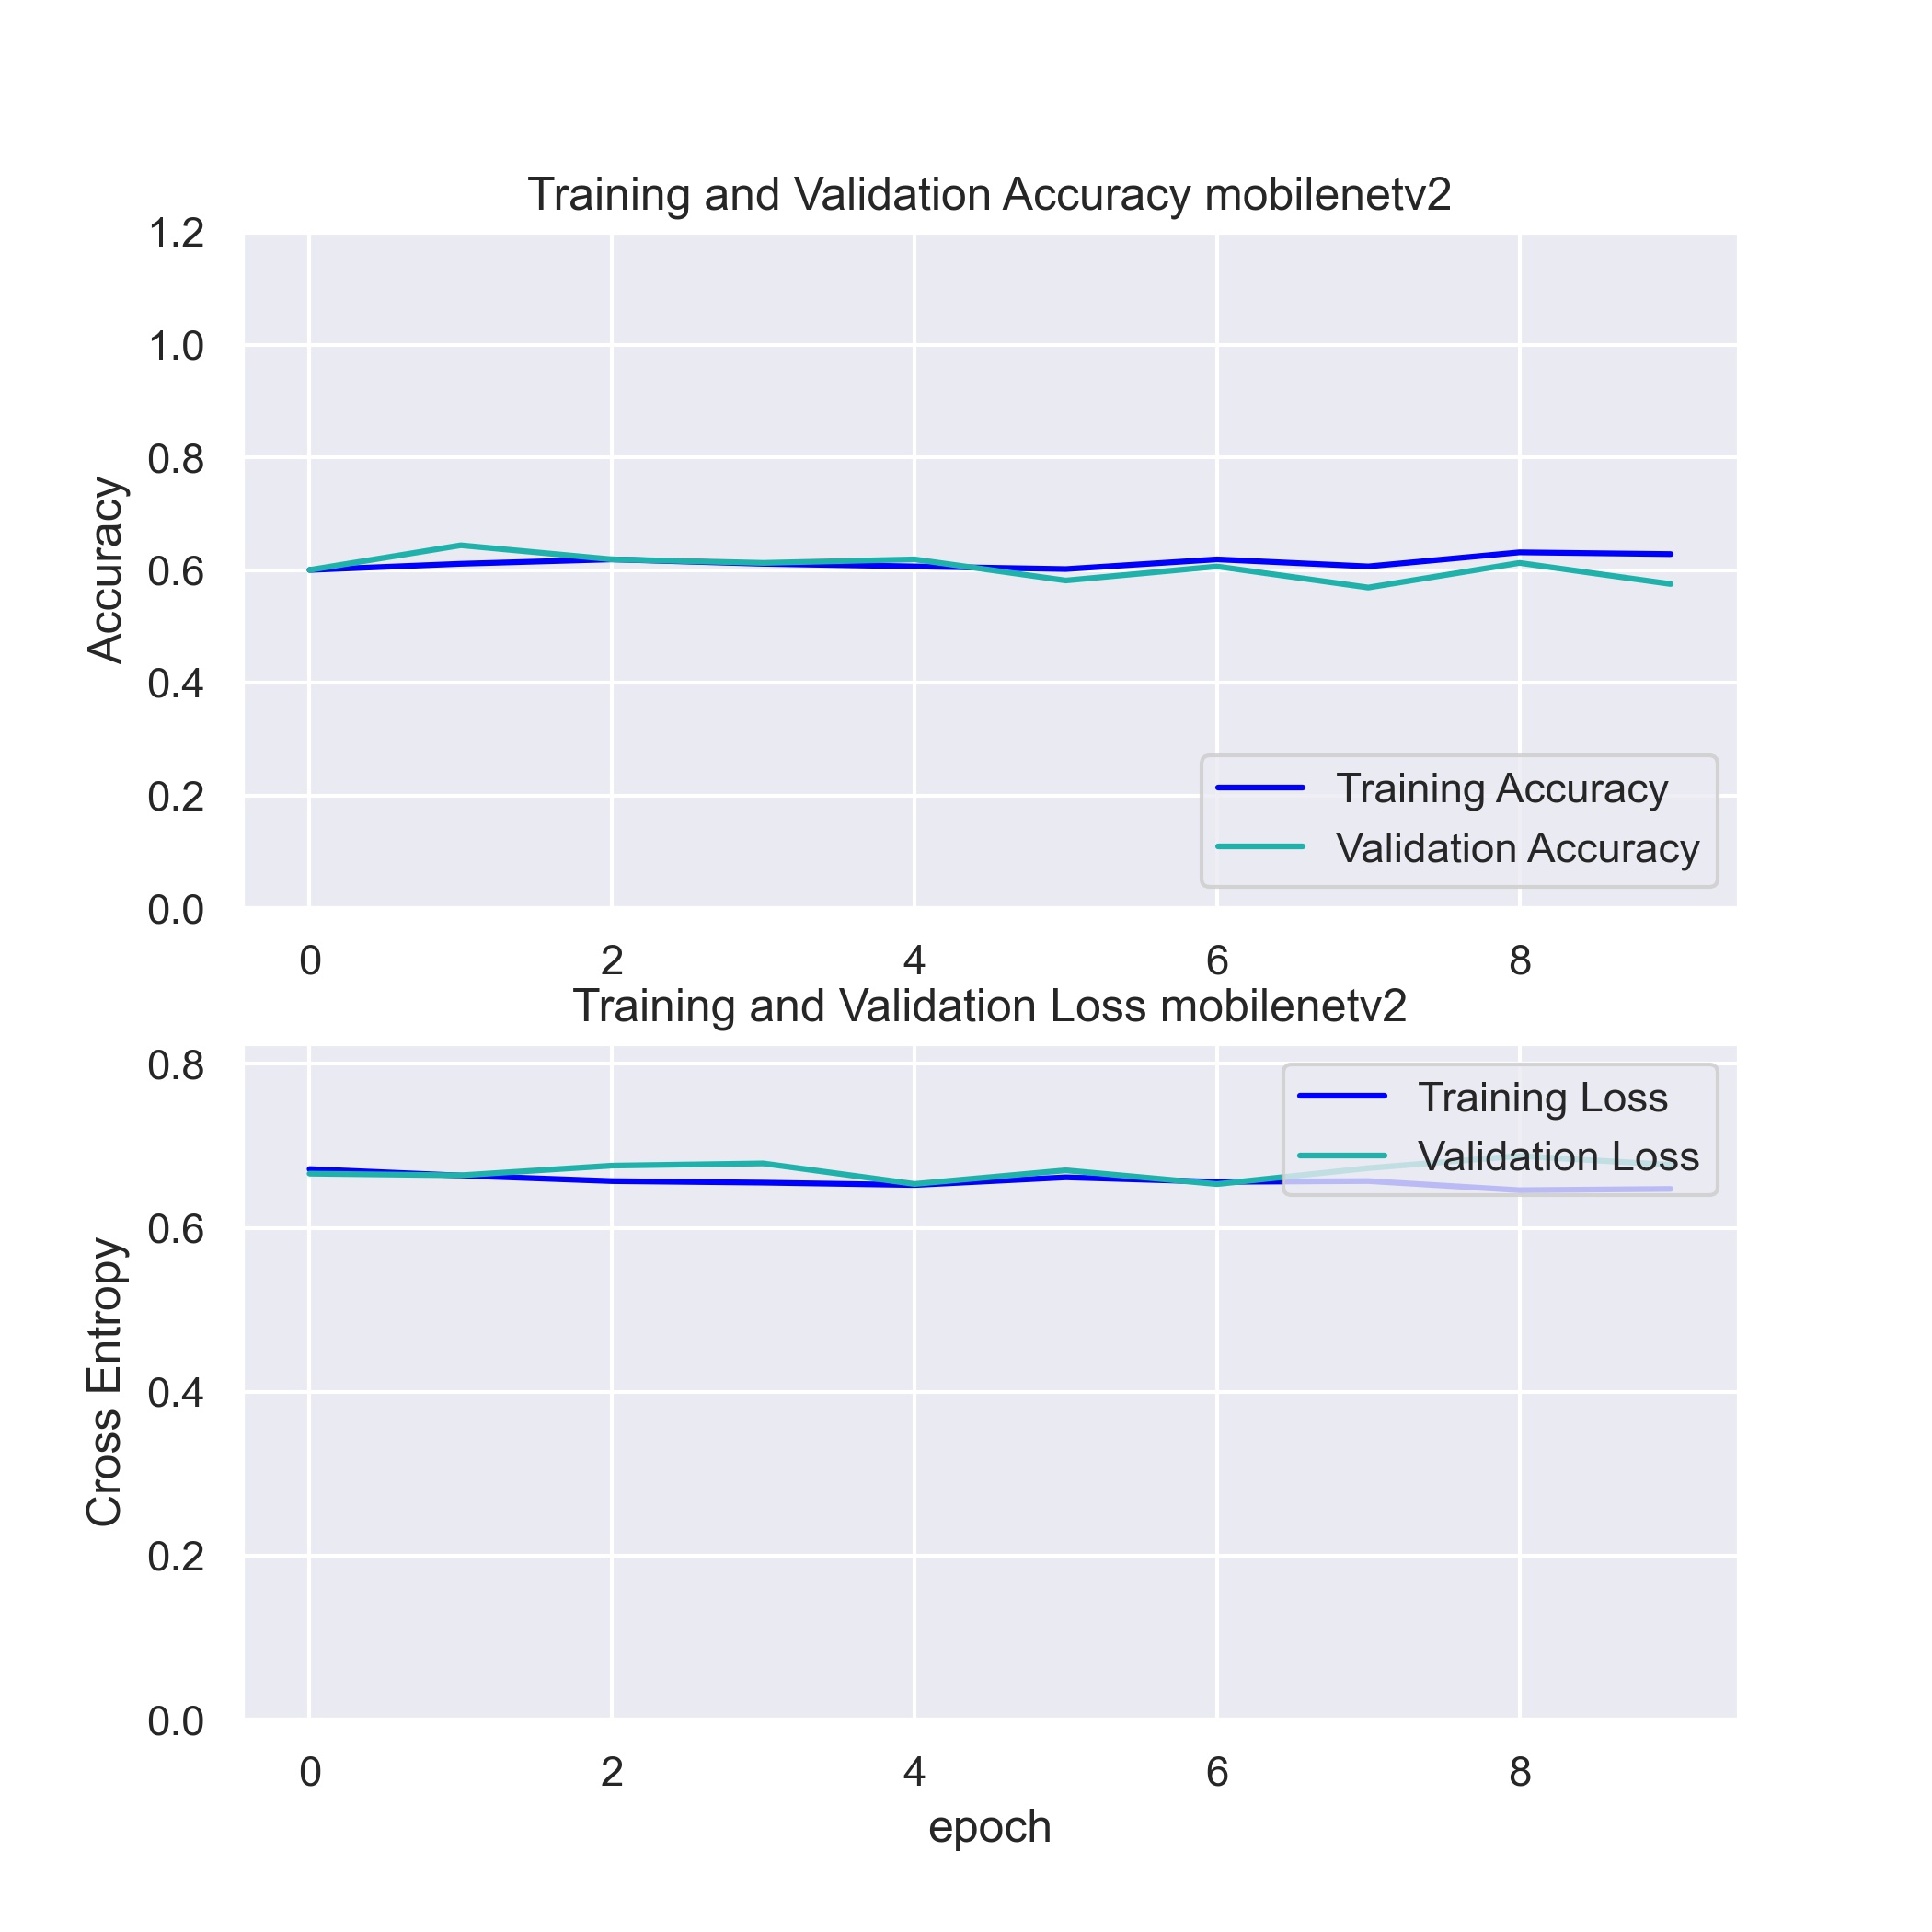 Training and Validation Accuracy mobilenetv2
1.2
1.0
0.8
0.6
0.4
0.2
0.0
Accuracy
Training Accuracy
Validation Accuracy
0 2 4 6 8
Training and Validation Loss mobilenetv2
0.8
0.6
0.4
0.2
0.0
Cross Entropy
Training Loss
Validation Loss
0 2 4 6 8
epoch